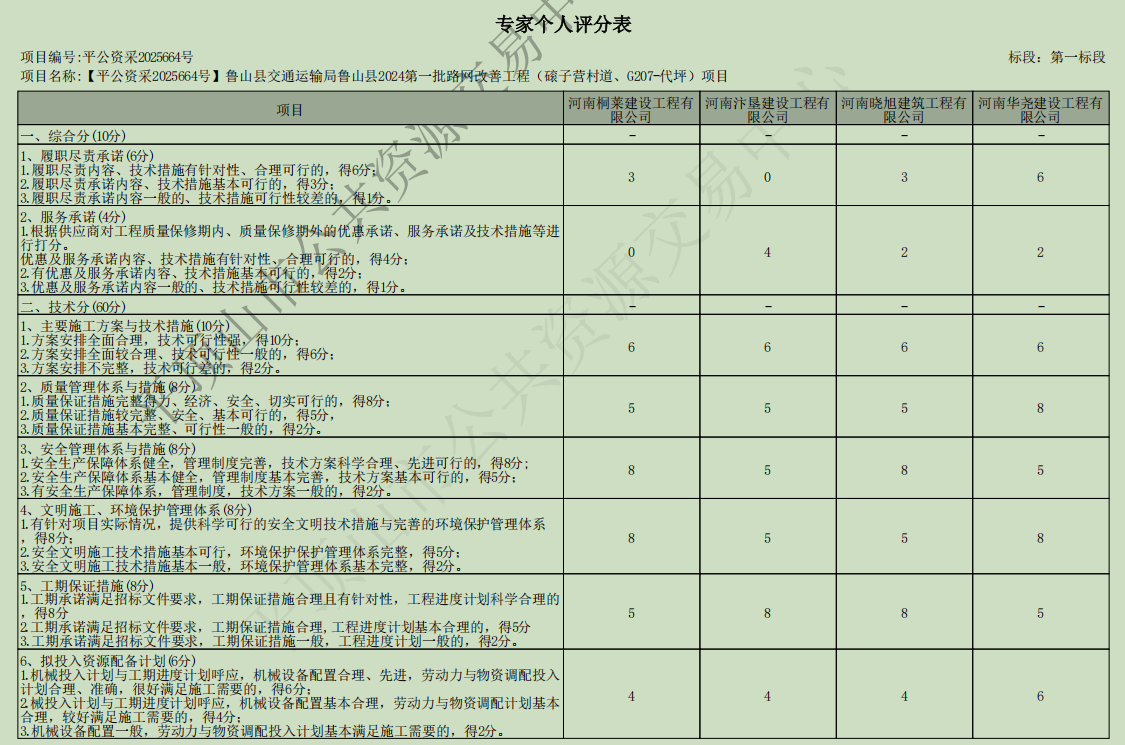 专家个人评分表
项目编号:平公资采2025664号
标段：第一标段
项目名称:【平公资采2025664号】鲁山县交通运输局鲁山县2024第一批路网改善工程（磙子营村道、G207-代坪）项目
项目
河南桐莱建设工程有
限公司
河南汴垦建设工程有
限公司
河南晓旭建筑工程有
限公司
河南华尧建设工程有
限公司
一、综合分(10分)
-
-
-
-
1、履职尽责承诺(6分)
1.履职尽责内容、技术措施有针对性、合理可行的，得6分;
2.履职尽责承诺内容、技术措施基本可行的，得3分;
3.履职尽责承诺内容一般的、技术措施可行性较差的，得1分。
3
0
3
6
2、服务承诺(4分)
1.根据供应商对工程质量保修期内、质量保修期外的优惠承诺、服务承诺及技术措施等进
行打分。
优惠及服务承诺内容、技术措施有针对性、合理可行的，得4分;
2.有优惠及服务承诺内容、技术措施基本可行的，得2分;
3.优惠及服务承诺内容一般的、技术措施可行性较差的，得1分。
0
4
2
2
二、技术分(60分)
-
-
-
-
1、主要施工方案与技术措施(10分)
1.方案安排全面合理，技术可行性强，得10分;
2.方案安排全面较合理、技术可行性一般的，得6分;
3.方案安排不完整，技术可行差的，得2分。
6
6
6
6
2、质量管理体系与措施(8分)
1.质量保证措施完整得力、经济、安全、切实可行的，得8分;
2.质量保证措施较完整、安全、基本可行的，得5分，
3.质量保证措施基本完整、可行性一般的，得2分。
5
5
5
8
3、安全管理体系与措施(8分)
1.安全生产保障体系健全，管理制度完善，技术方案科学合理、先进可行的，得8分;
2.安全生产保障体系基本健全，管理制度基本完善，技术方案基本可行的，得5分;
3.有安全生产保障体系，管理制度，技术方案一般的，得2分。
8
5
8
5
4、文明施工、环境保护管理体系(8分)
1.有针对项目实际情况，提供科学可行的安全文明技术措施与完善的环境保护管理体系
，得8分;
2.安全文明施工技术措施基本可行，环境保护保护管理体系完整，得5分;
3.安全文明施工技术措施基本一般，环境保护管理体系基本完整，得2分。
8
5
5
8
5、工期保证措施(8分)
1.工期承诺满足招标文件要求，工期保证措施合理且有针对性，工程进度计划科学合理的
，得8分
2.工期承诺满足招标文件要求，工期保证措施合理,工程进度计划基本合理的，得5分
3.工期承诺满足招标文件要求，工期保证措施一般，工程进度计划一般的，得2分。
5
8
8
5
6、拟投入资源配备计划(6分)
1.机械投入计划与工期进度计划呼应，机械设备配置合理、先进，劳动力与物资调配投入
计划合理、准确，很好满足施工需要的，得6分;
2.械投入计划与工期进度计划呼应，机械设备配置基本合理，劳动力与物资调配计划基本
合理，较好满足施工需要的，得4分;
3.机械设备配置一般，劳动力与物资调配投入计划基本满足施工需要的，得2分。
4
4
4
6
平顶山市公共资源交易中
平顶山市公共资源交易中心